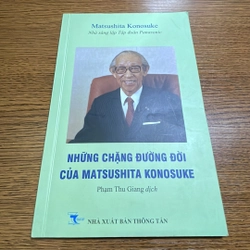 Matsushita Konosuke
Nhà sáng lập Tập đoàn Panasonic
NHỮNG CHẶNG ĐƯỜNG ĐỜI
CỦA MATSUSHITA KONOSUKE
Phạm Thu Giang dịch
NHÀ XUẤT BẢN THÔNG TẤN